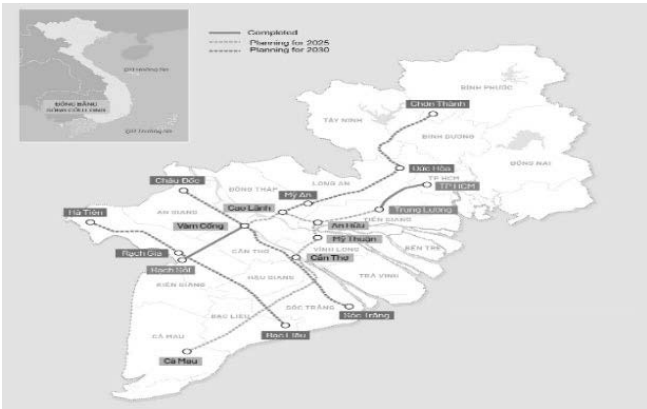 Completed
Planning for 2025
Planning for 2030
ĐỒNG BẰNG
SÔNG CỬU LONG
BÌNH PHƯỚC
Chơn Thành
TÂY NINH
BÌNH DƯƠNG
ĐỒNG NAI
Đức Hòa
TP HCM
TP HCM
LONG AN
Mỹ An
Châu Đốc
ĐỒNG THÁP
Cao Lãnh
Trung Lương
TIỀN GIANG
Hà Tiên
AN GIANG
Vàm Cống
An Hữu
Mỹ Thuận
BẾN TRE
VĨNH LONG
Rạch Giá
CẦN THƠ
Cần Thơ
Rạch Sỏi
HẬU GIANG
TRÀ VINH
KIÊN GIANG
SÓC TRĂNG
Sóc Trăng
BẠC LIÊU
Bạc Liêu
CÀ MAU
Cà Mau